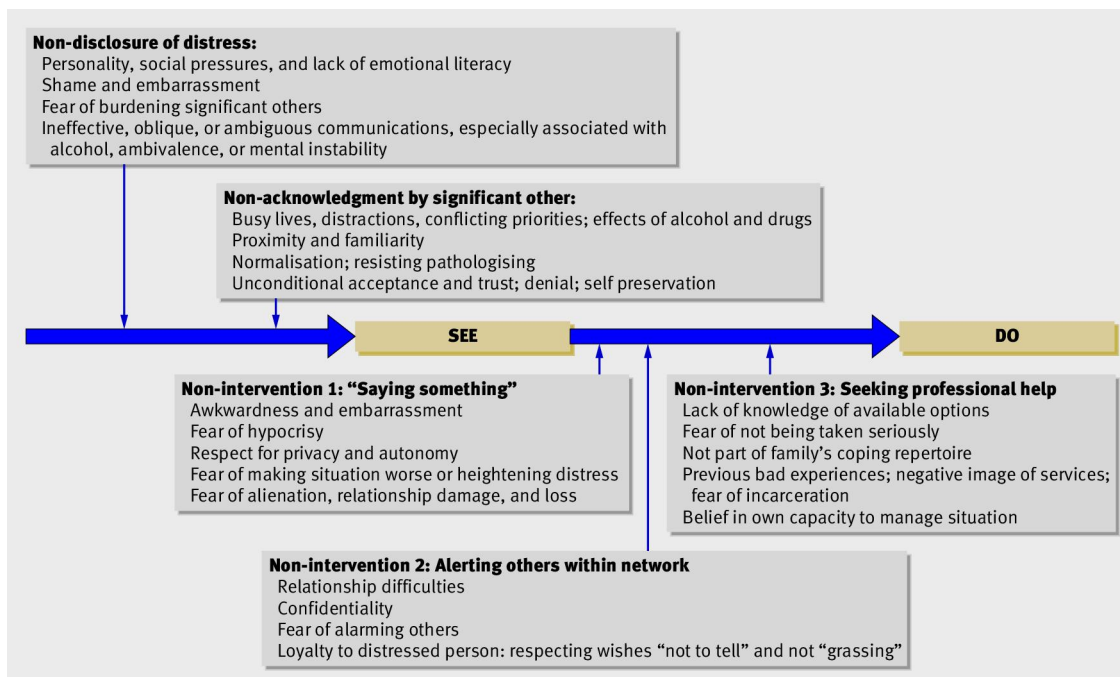 Non-disclosure of distress:
Personality, social pressures, and lack of emotional literacy
Shame and embarrassment
Fear of burdening significant others
Ineffective, oblique, or ambiguous communications, especially associated with
alcohol, ambivalence, or mental instability
Non-acknowledgment by significant other:
Busy lives, distractions, conflicting priorities; effects of alcohol and drugs
Proximity and familiarity
Normalisation; resisting pathologising
Unconditional acceptance and trust; denial; self preservation
SEE
DO
Non-intervention 1: “Saying something”
Awkwardness and embarrassment
Fear of hypocrisy
Respect for privacy and autonomy
Fear of making situation worse or heightening distress
Fear of alienation, relationship damage, and loss
Non-intervention 3: Seeking professional help
Lack of knowledge of available options
Fear of not being taken seriously
Not part of family’s coping repertoire
Previous bad experiences; negative image of services;
fear of incarceration
Belief in own capacity to manage situation
Non-intervention 2: Alerting others within network
Relationship difficulties
Confidentiality
Fear of alarming others
Loyalty to distressed person: respecting wishes “not to tell” and not “grassing”